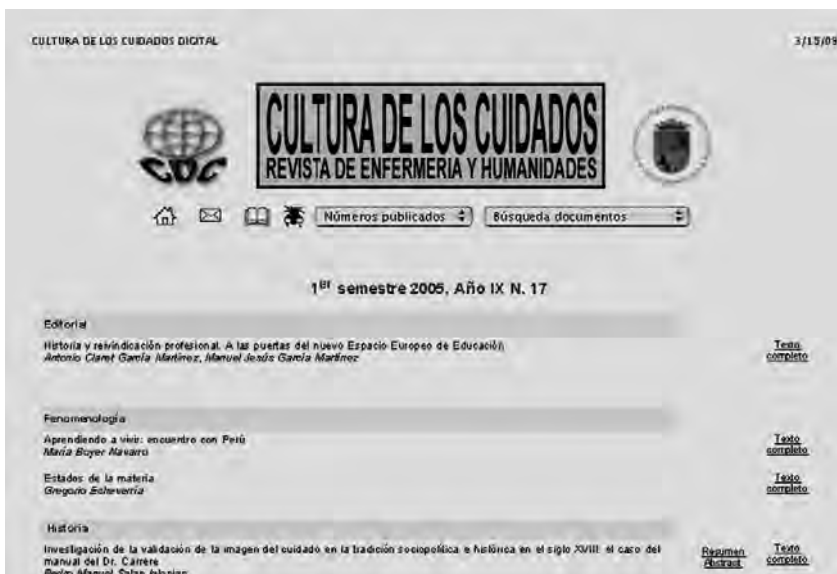 CULTURA DE LOS CUIDADOS DIGITAL
3/15/09
CULTURA DE LOS CUIDADOS
REVISTA DE ENFERMERIA Y HUMANIDADES
CDC
Números publicados
Búsqueda documentos
1er semestre 2005, Año IX N. 17
Editorial
Historia y reivindicación profesional. A las puertas del nuevo Espacio Europeo de Educación
Antonio Claret García Martínez, Manuel Jesús García Martínez
Texto
completo
Fenomenología
Aprendiendo a vivir: encuentro con Perú
María Boyer Navarro
Texto
completo
Estados de la materia
Gregorio Echeverría
Texto
completo
Historia
Investigación de la validación de la imagen del cuidado en la tradición sociopolítica e histórica en el siglo XVIII: el caso del
manual del Dr. Carrere
Resumen
Abstract
Texto
completo
Manuel